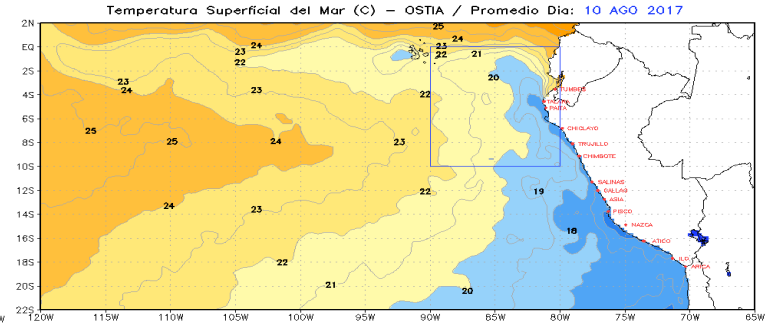 Temperatura Superficial del Mar (C) – OSTIA / Promedio Dia: 10 AGO 2017
2N
25
24
24
23
23
22
EQ
22
21
2S
20
23
23
TUMBES
4S
24
22
TALARA
PAITA
6S
25
CHICLAYO
8S
25
24
23
TRUJILLO
CHIMBOTE
10S
12S
22
19
SALINAS
CALLAO
14S
24
23
ASIA
PISCO
16S
18
NAZCA
ATICO
18S
22
ILO
ARICA
20S
21
20
22S
120W
115W
110W
105W
100W
95W
90W
85W
80W
75W
70W
65W